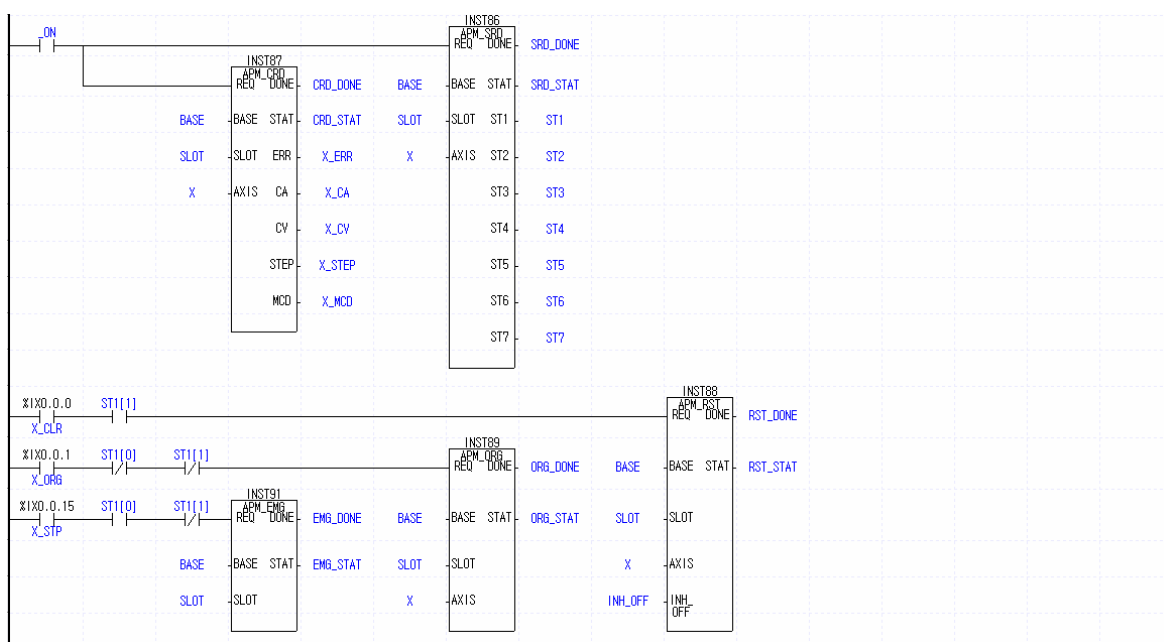 _ON
INST86
APM_SRD
REQ DONE SRD_DONE
INST87
APM_CRD
REQ DONE CRD_DONE BASE BASE STAT SRD_STAT
BASE BASE STAT CRD_STAT SLOT SLOT ST1 ST1
SLOT SLOT ERR X_ERR X AXIS ST2 ST2
X AXIS CA X_CA ST3 ST3
CV X_CV ST4 ST4
STEP X_STEP ST5 ST5
MCD X_MCD ST6 ST6
ST7 ST7
INST88
%IX0.0.0 ST1[1] APM_RST
REQ DONE RST_DONE
X_CLR
INST89
%IX0.0.1 ST1[0] ST1[1] APM_ORG
REQ DONE ORG_DONE BASE BASE STAT RST_STAT
X_ORG
INST91
%IX0.0.15 ST1[0] ST1[1] APM_EMG
REQ DONE EMG_DONE BASE BASE STAT ORG_STAT SLOT SLOT
X_STP
BASE BASE STAT EMG_STAT SLOT SLOT X AXIS
SLOT SLOT X AXIS INH_OFF INH_
OFF